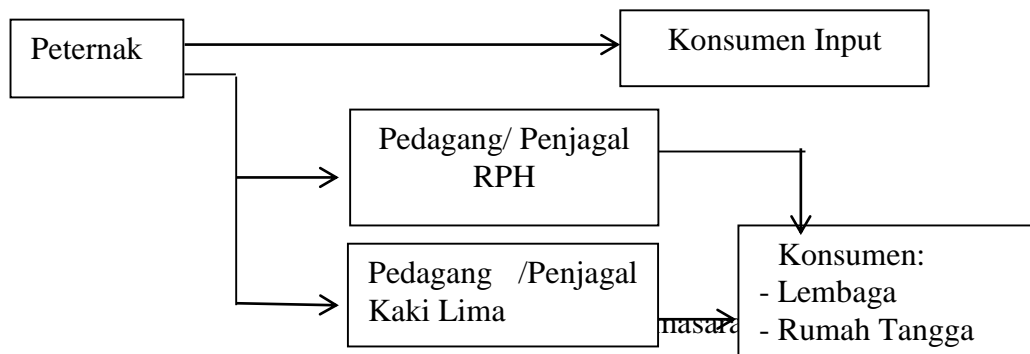 Peternak
Konsumen Input
Pedagang/ Penjagal
RPH
Pedagang /Penjagal
Kaki Lima
Konsumen:
- Lembaga
- Rumah Tangga